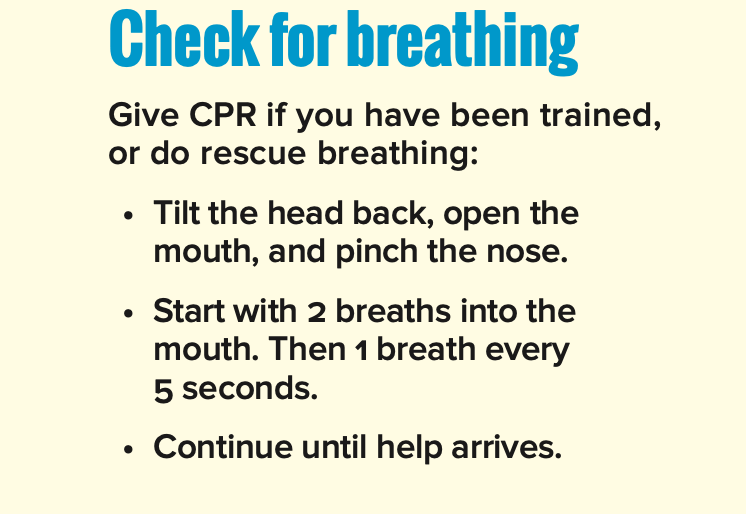 Check for breathing
Give CPR if you have been trained,
or do rescue breathing:
• Tilt the head back, open the
mouth, and pinch the nose.
• Start with 2 breaths into the
mouth. Then 1 breath every
5 seconds.
• Continue until help arrives.